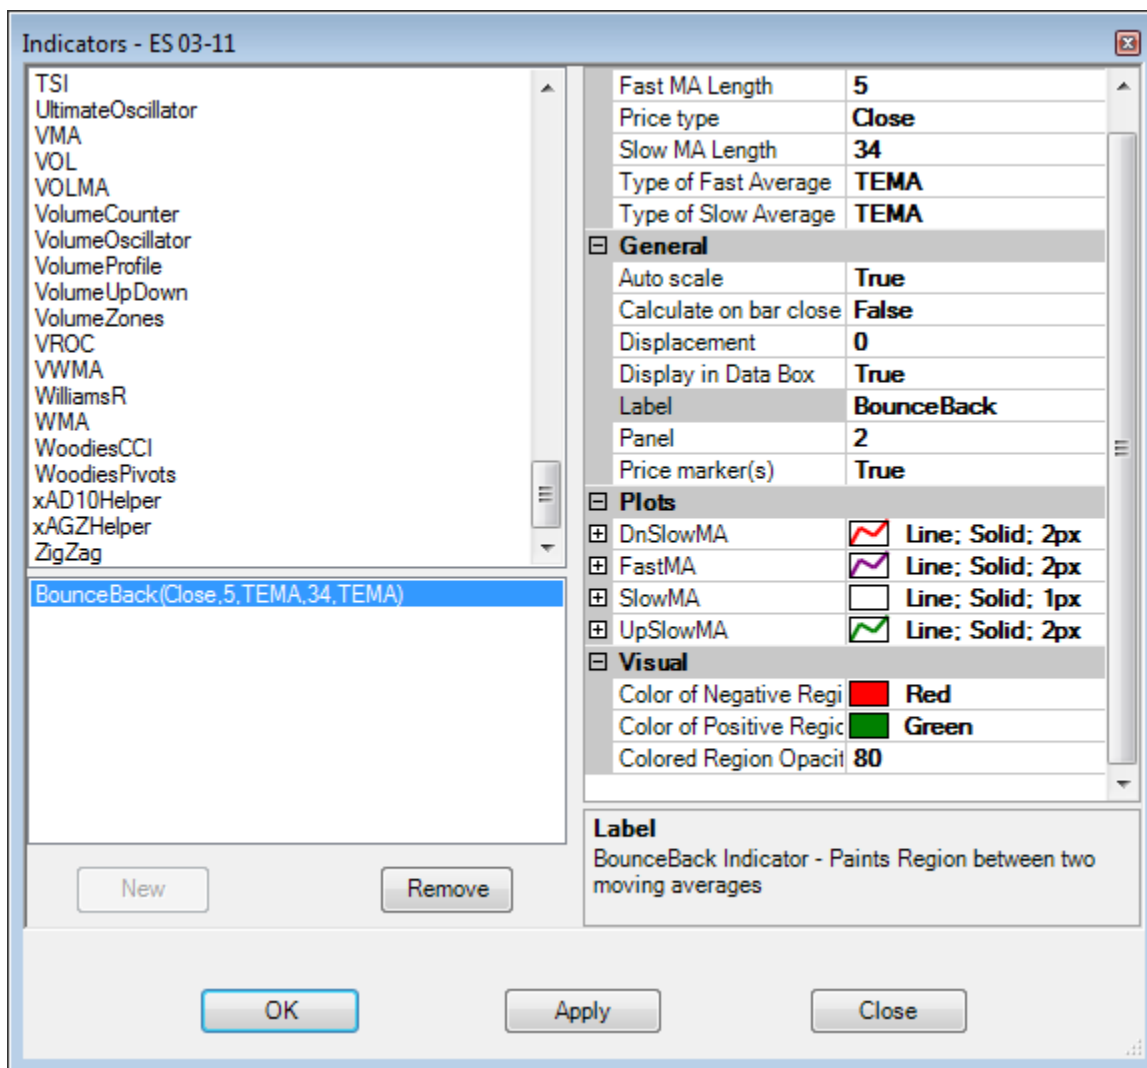 Indicators - ES 03-11
TSI
UltimateOscillator
VMA
VOL
VOLMA
VolumeCounter
VolumeOscillator
VolumeProfile
VolumeUpDown
VolumeZones
VROC
VWMA
WilliamsR
WMA
WoodiesCCI
WoodiesPivots
xAD10Helper
xAGZHelper
ZigZag
BounceBack(Close,5,TEMA,34,TEMA)
New
Remove
Fast MA Length 5
Price type Close
Slow MA Length 34
Type of Fast Average TEMA
Type of Slow Average TEMA
General
Auto scale True
Calculate on bar close False
Displacement 0
Display in Data Box True
Label BounceBack
Panel 2
Price marker(s) True
Plots
DnSlowMA Line; Solid; 2px
FastMA Line; Solid; 2px
SlowMA Line; Solid; 1px
UpSlowMA Line; Solid; 2px
Visual
Color of Negative Regi Red
Color of Positive Regic Green
Colored Region Opacit 80
Label
BounceBack Indicator - Paints Region between two
moving averages
OK
Apply
Close